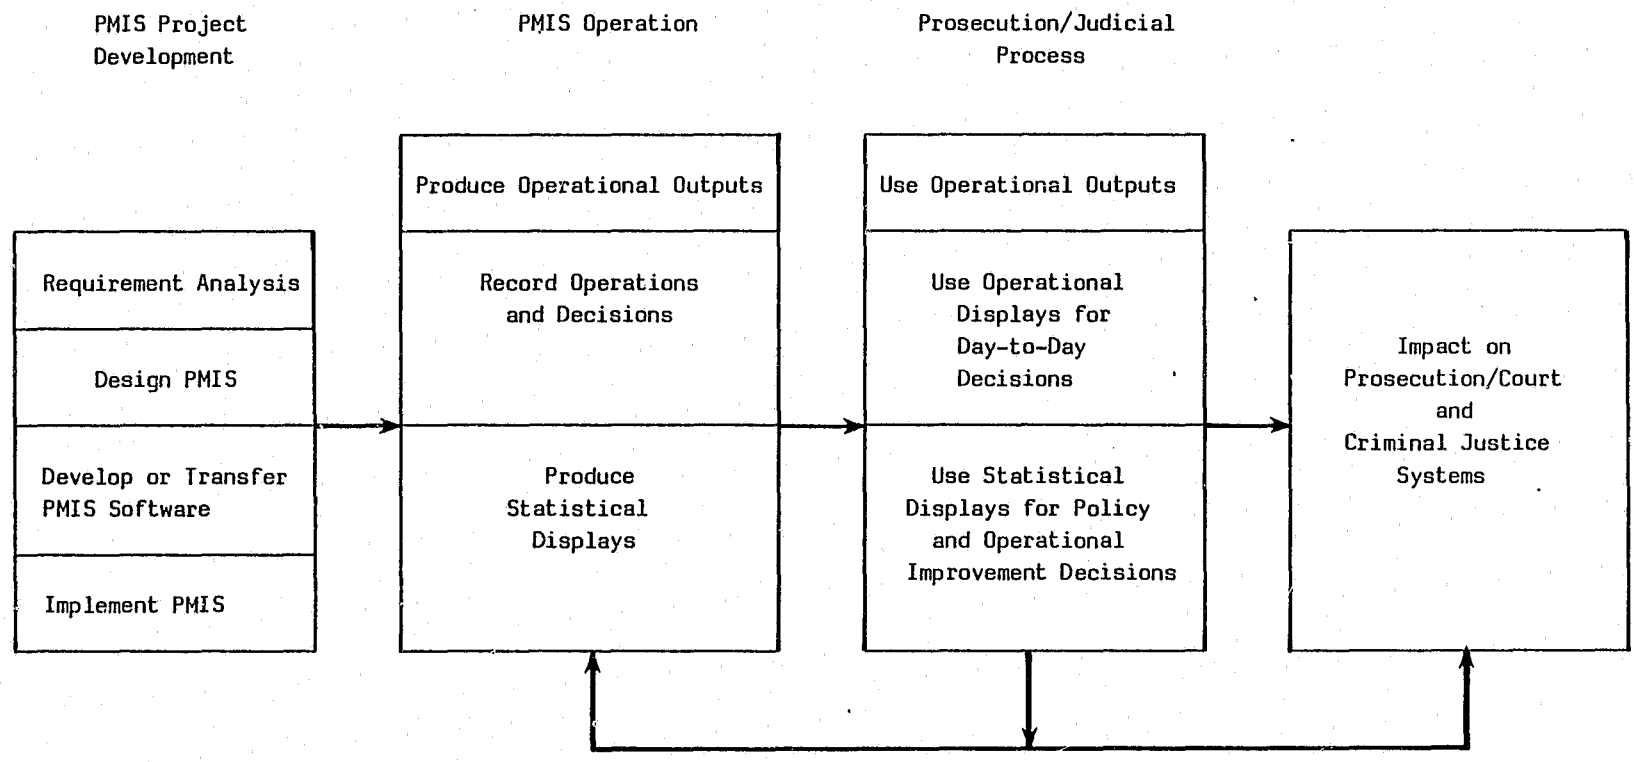 PMIS Project
Development
PMIS Operation
Prosecution/Judicial
Process
Requirement Analysis
Design PMIS
Develop or Transfer
PMIS Software
Implement PMIS
Produce Operational Outputs
Record Operations
and Decisions
Produce
Statistical
Displays
Use Operational Outputs
Use Operational
Displays for
Day-to-Day
Decisions
Use Statistical
Displays for Policy
and Operational
Improvement Decisions
Impact on
Prosecution/Court
and
Criminal Justice
Systems